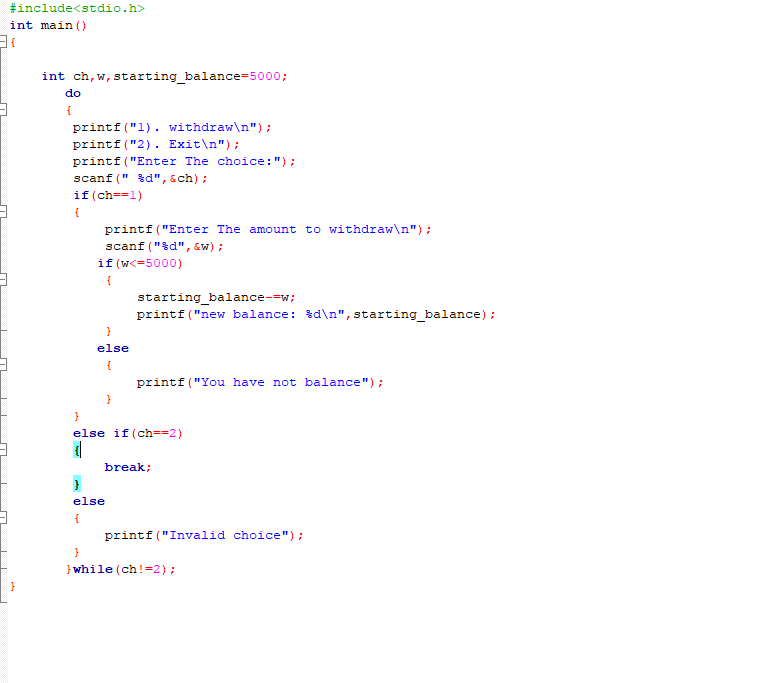 #include<stdio.h>
int main()
{
int ch,w,starting_balance=5000;
do
{
printf("1). withdraw\n");
printf("2). Exit\n");
printf("Enter The choice:");
scanf(" %d",&ch);
if(ch==1)
{
printf("Enter The amount to withdraw\n");
scanf("%d",&w);
if(w<=5000)
{
starting_balance-=w;
printf("new balance: %d\n",starting_balance);
}
else
{
printf("You have not balance");
}
}
else if(ch==2)
{
break;
}
else
{
printf("Invalid choice");
}
}while(ch!=2);
}